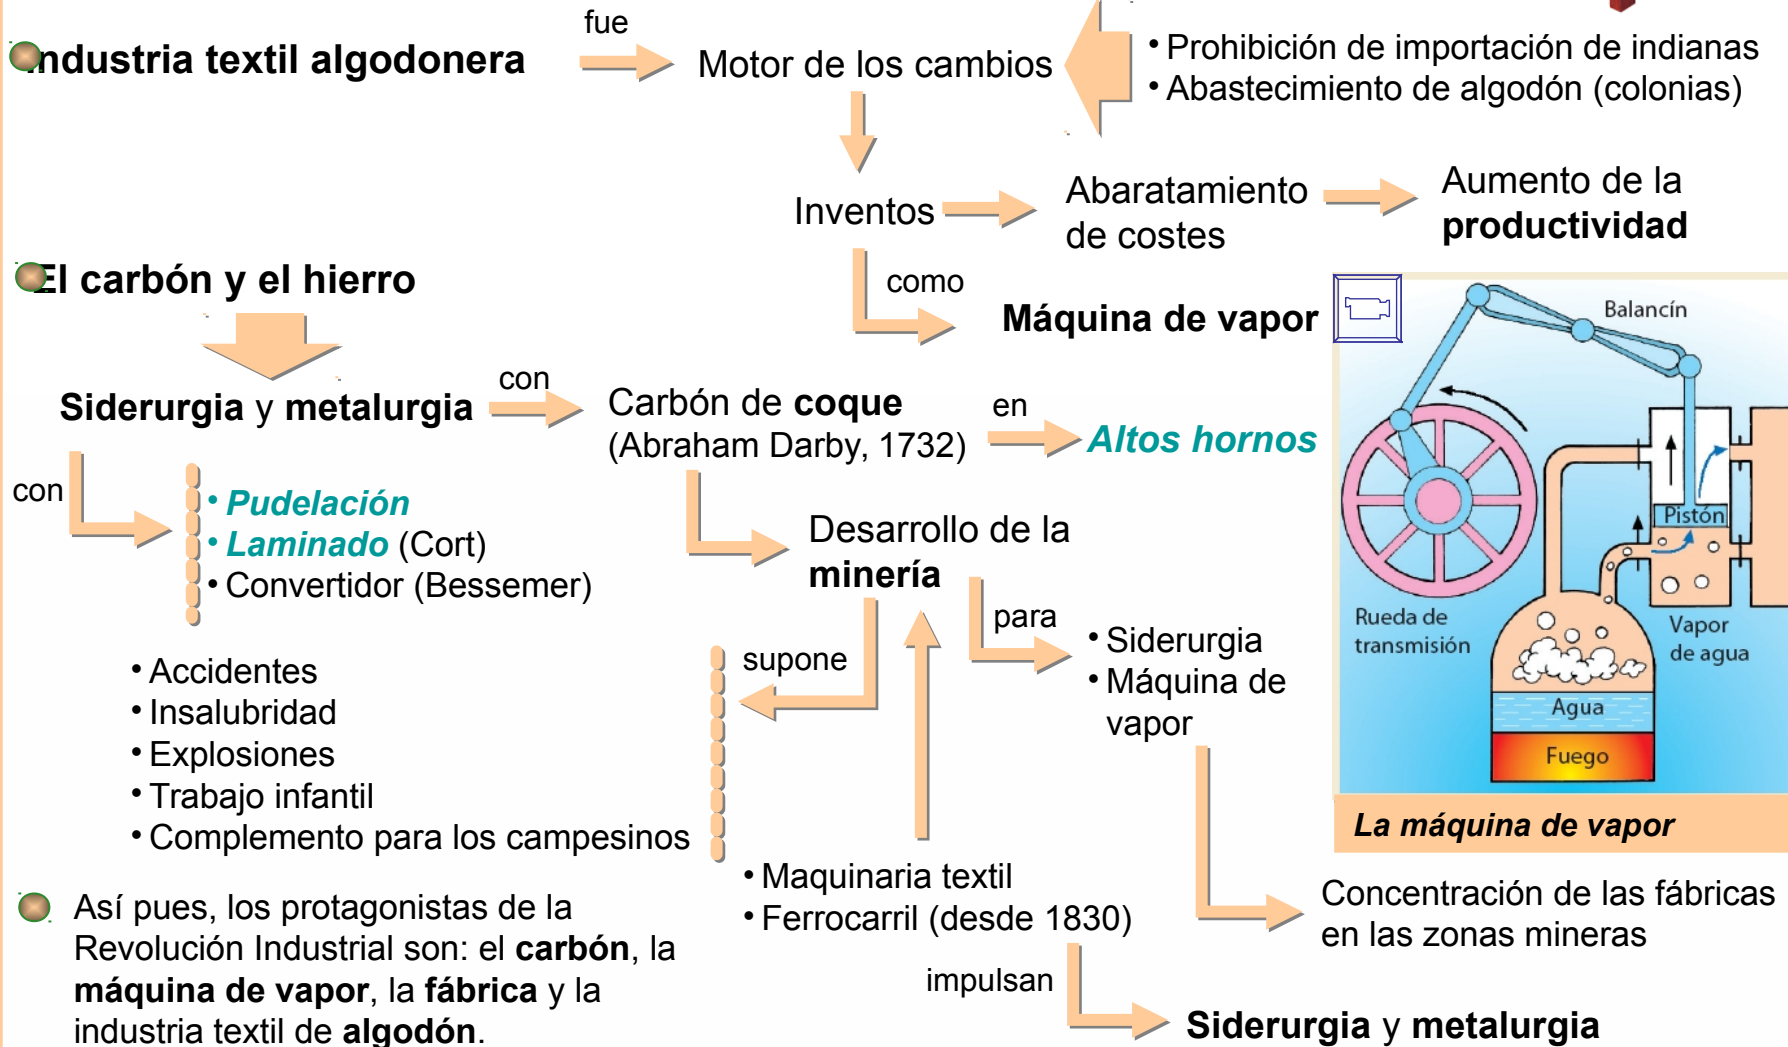 Industria textil algodonera
fue
Motor de los cambios
• Prohibición de importación de indianas
• Abastecimiento de algodón (colonias)
Inventos
Abaratamiento
de costes
Aumento de la
productividad
como
Máquina de vapor
El carbón y el hierro
Siderurgia y metalurgia
con
Carbón de coque
(Abraham Darby, 1732)
en
Altos hornos
con
• Pudelación
• Laminado (Cort)
• Convertidor (Bessemer)
Desarrollo de la
minería
supone
para
• Siderurgia
• Máquina de
vapor
• Accidentes
• Insalubridad
• Explosiones
• Trabajo infantil
• Complemento para los campesinos
• Maquinaria textil
• Ferrocarril (desde 1830)
impulsan
Siderurgia y metalurgia
Concentración de las fábricas
en las zonas mineras
Balancín
Pistón
Rueda de
transmisión
Vapor
de agua
Agua
Fuego
La máquina de vapor
Así pues, los protagonistas de la
Revolución Industrial son: el carbón, la
máquina de vapor, la fábrica y la
industria textil de algodón.